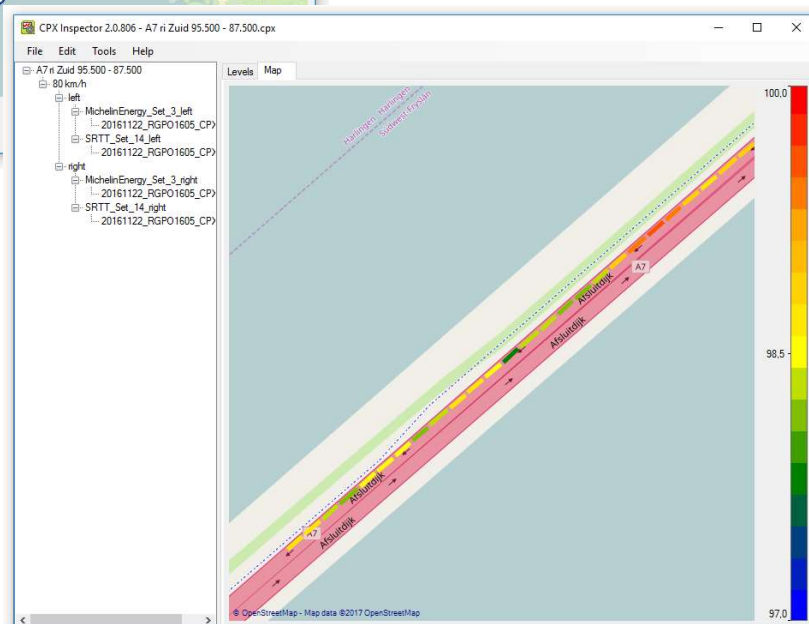 CPX Inspector 2.0.806 - A7 ri Zuid 95.500 - 87.500.cpx
File Edit Tools Help
A7 ri Zuid 95.500 - 87.500
80 km/h
left
MichelinEnergy_Set_3_left
20161122_RGPO1605_CPX
SRTT_Set_14_left
20161122_RGPO1605_CPX
right
MichelinEnergy_Set_3_right
20161122_RGPO1605_CPX
SRTT_Set_14_right
20161122_RGPO1605_CPX
Levels Map
Harlingen Harlingen
Súdwest-Fryslân
A7
Afsluitdijk
Afsluitdijk
Afsluitdijk
A7
Afsluitdijk
© OpenStreetMap - Map data ©2017 OpenStreetMap
100,0
98,5
97,0